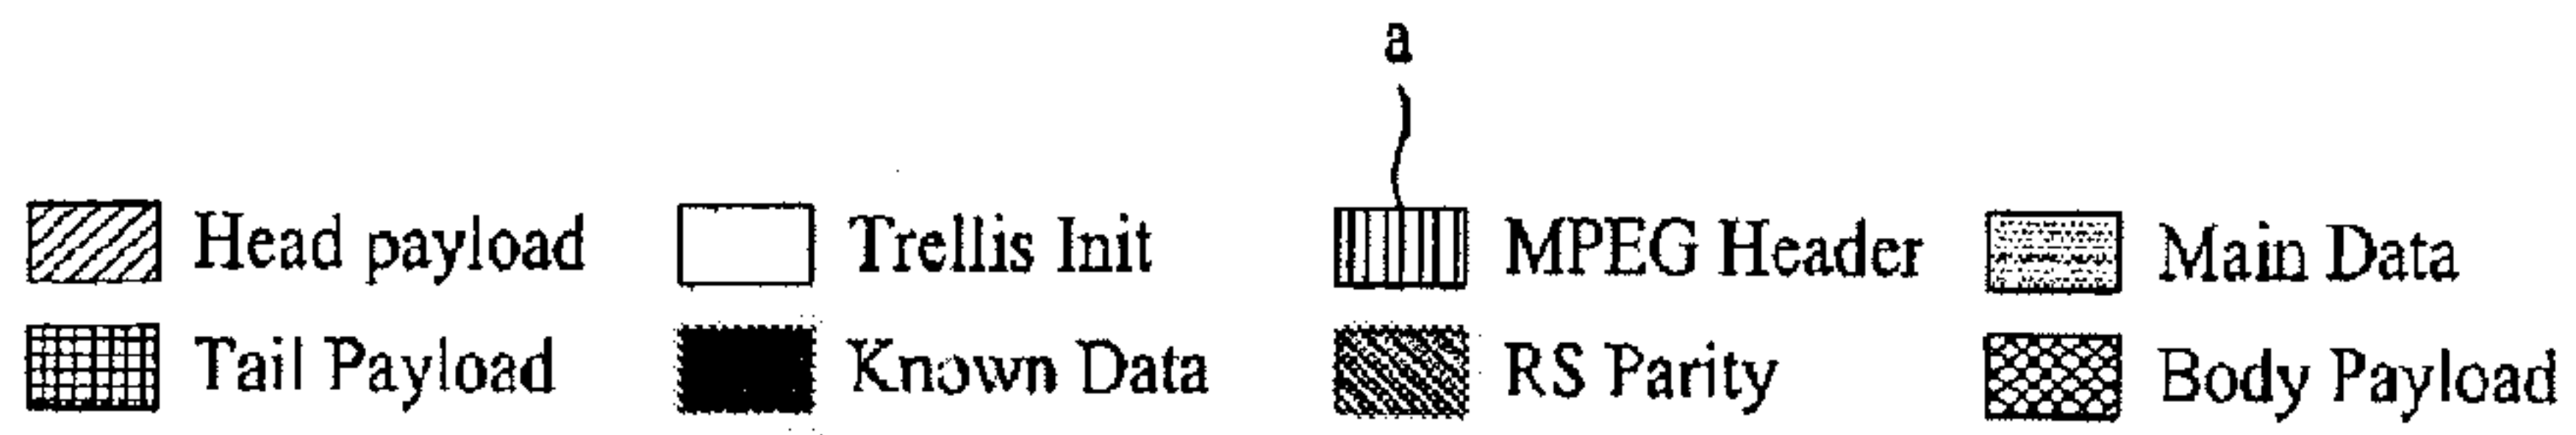 a
Head payload Trellis Init MPEG Header Main Data
Tail Payload Known Data RS Parity Body Payload